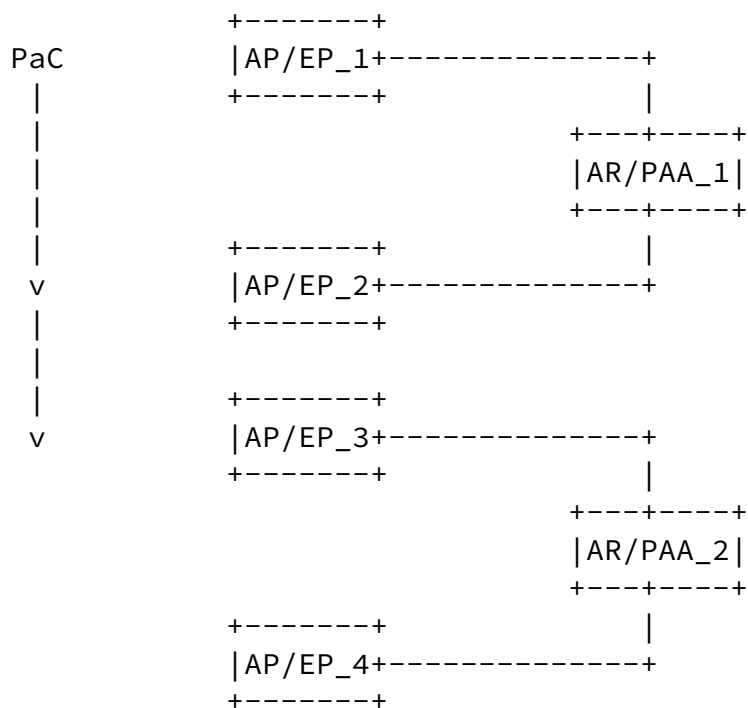 +-------+
PaC              |AP/EP_1+--------------+
 |               +-------+              |
 |                                  +---+----+
 |                                  |AR/PAA_1|
 |                                  +---+----+
 |               +-------+              |
 v               |AP/EP_2+--------------+
 |               +-------+
 |
 |               +-------+
 v               |AP/EP_3+--------------+
                 +-------+              |
                                    +---+----+
                                    |AR/PAA_2|
                                    +---+----+
                 +-------+              |
                 |AP/EP_4+--------------+
                 +-------+